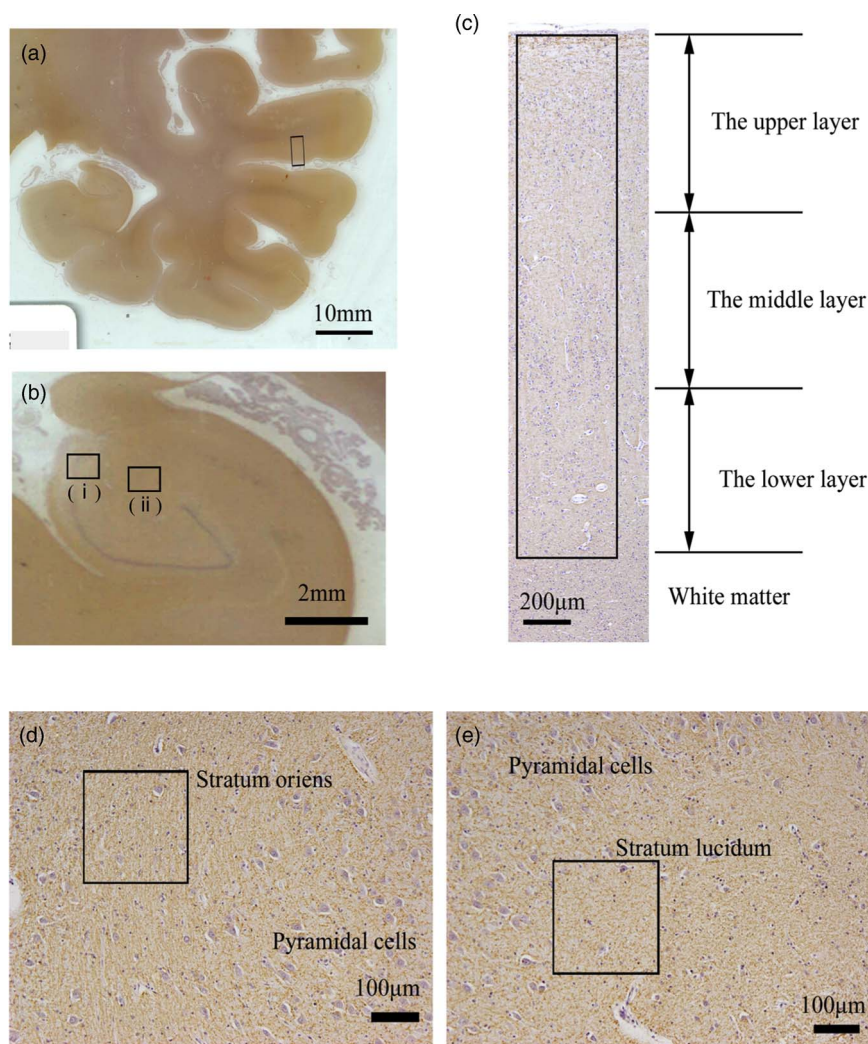 (a)
10mm
(b)
(i)
(ii)
2mm
(c)
The upper layer
The middle layer
The lower layer
200μm
White matter
(d)
Stratum oriens
Pyramidal cells
100μm
(e)
Pyramidal cells
Stratum lucidum
100μm